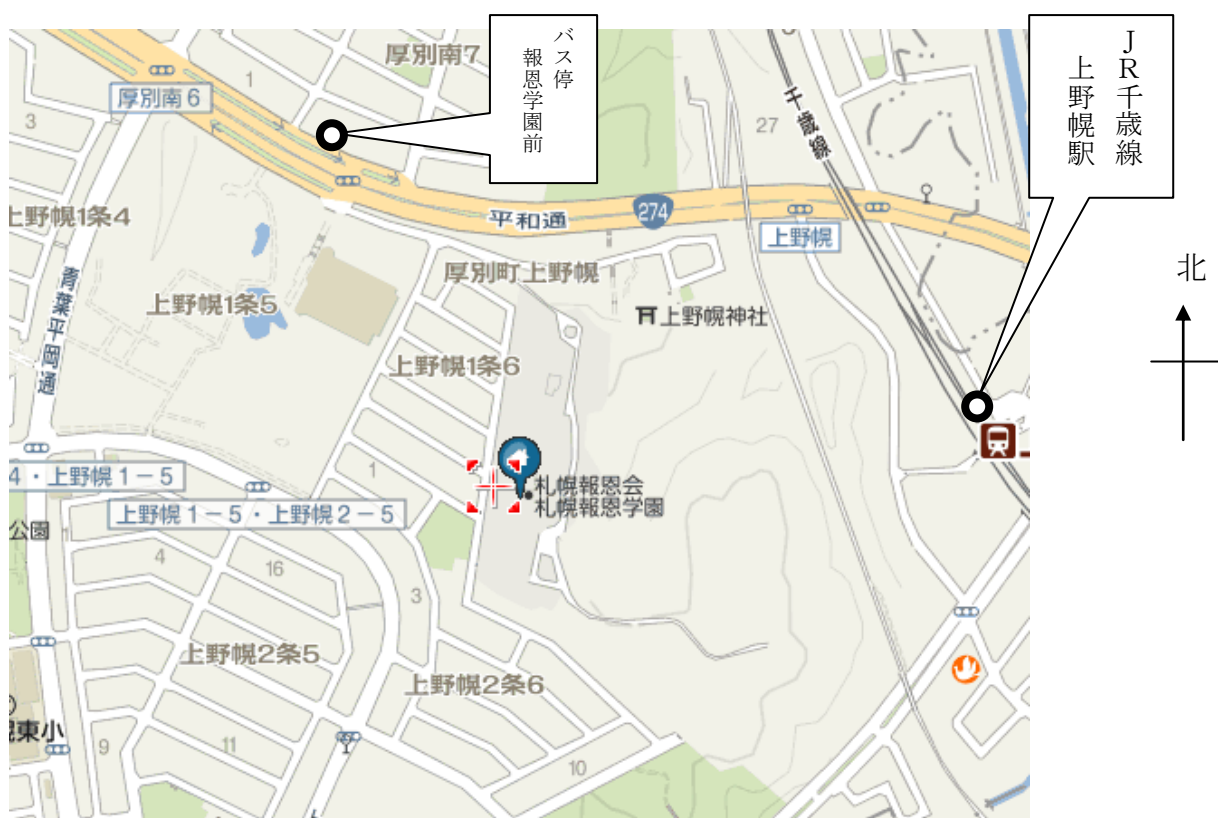 バス停
報恩学園前
JR千歳線
上野幌駅
北
厚別南7
厚別南6
1
3
27
千歳線
上野幌1条4
平和通
274
上野幌
厚別町上野幌
上野幌1条5
上野幌神社
青葉平岡通
上野幌1条6
4・上野幌1-5
1
札幌報恩会
札幌報恩学園
上野幌1-5・上野幌2-5
公園
4
16
3
上野幌2条5
上野幌2条6
東小
9
11
10